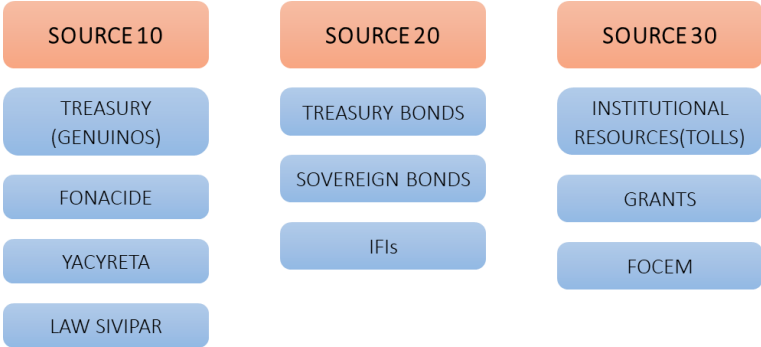 SOURCE 10
TREASURY
(GENUINOS)
FONACIDE
YACYRETA
LAW SIVIPAR
SOURCE 20
TREASURY BONDS
SOVEREIGN BONDS
IFIs
SOURCE 30
INSTITUTIONAL
RESOURCES(TOLLS)
GRANTS
FOCEM